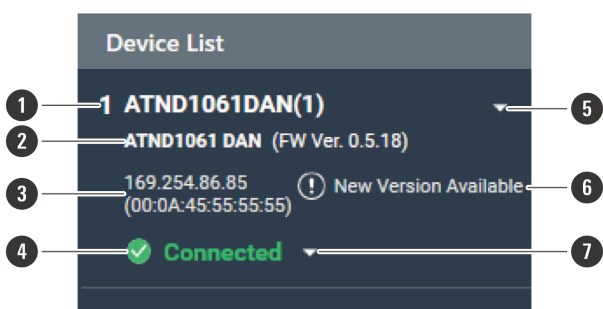 Device List
1 1 ATND1061DAN(1) 5
2 ATND1061 DAN (FW Ver. 0.5.18)
3 169.254.86.85 New Version Available 6
(00:0A:45:55:55:55)
4 Connected 7